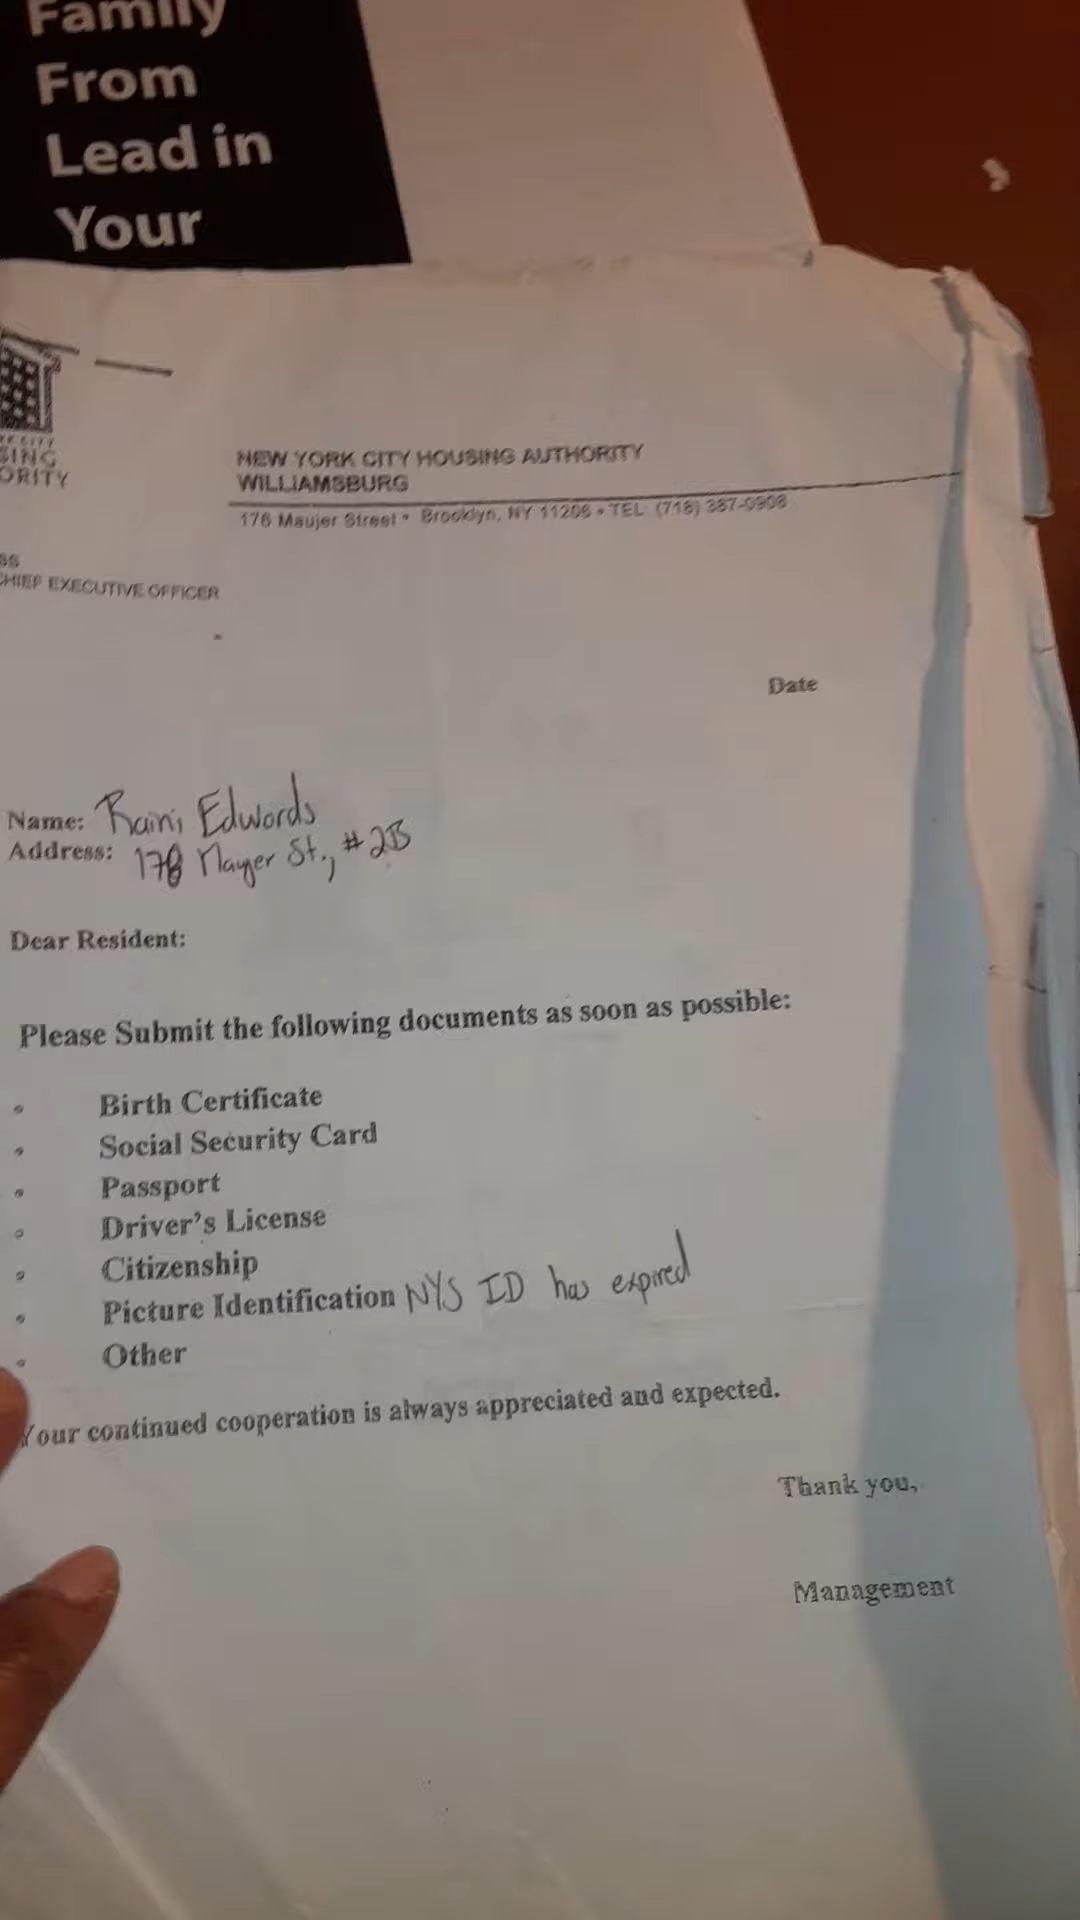 Family
From
Lead in
Your
NEW YORK CITY HOUSING AUTHORITY
WILLIAMSBURG
176 Maujer Street • Brooklyn, NY 11206 • TEL: (718) 387-0908
CHIEF EXECUTIVE OFFICER
Date
Name: Raini Edwords
Address: 178 Mayer St., #2B
Dear Resident:
Please Submit the following documents as soon as possible:
Birth Certificate
Social Security Card
Passport
Driver's License
Citizenship
Picture Identification NYS ID has expired
Other
Your continued cooperation is always appreciated and expected.
Thank you,
Management